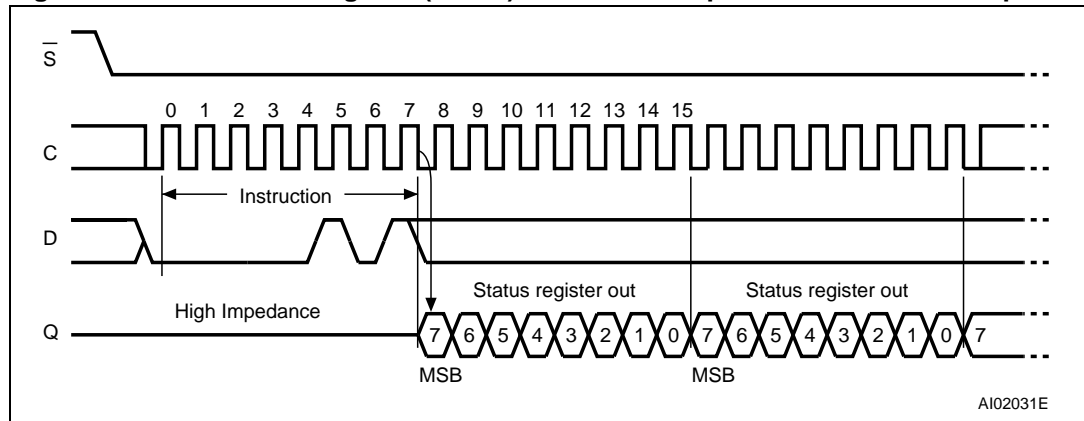 S
0 1 2 3 4 5 6 7 8 9 10 11 12 13 14 15
C
Instruction
D
Status register out Status register out
High Impedance
Q 7 6 5 4 3 2 1 0 7 6 5 4 3 2 1 0 7
MSB MSB
AI02031E